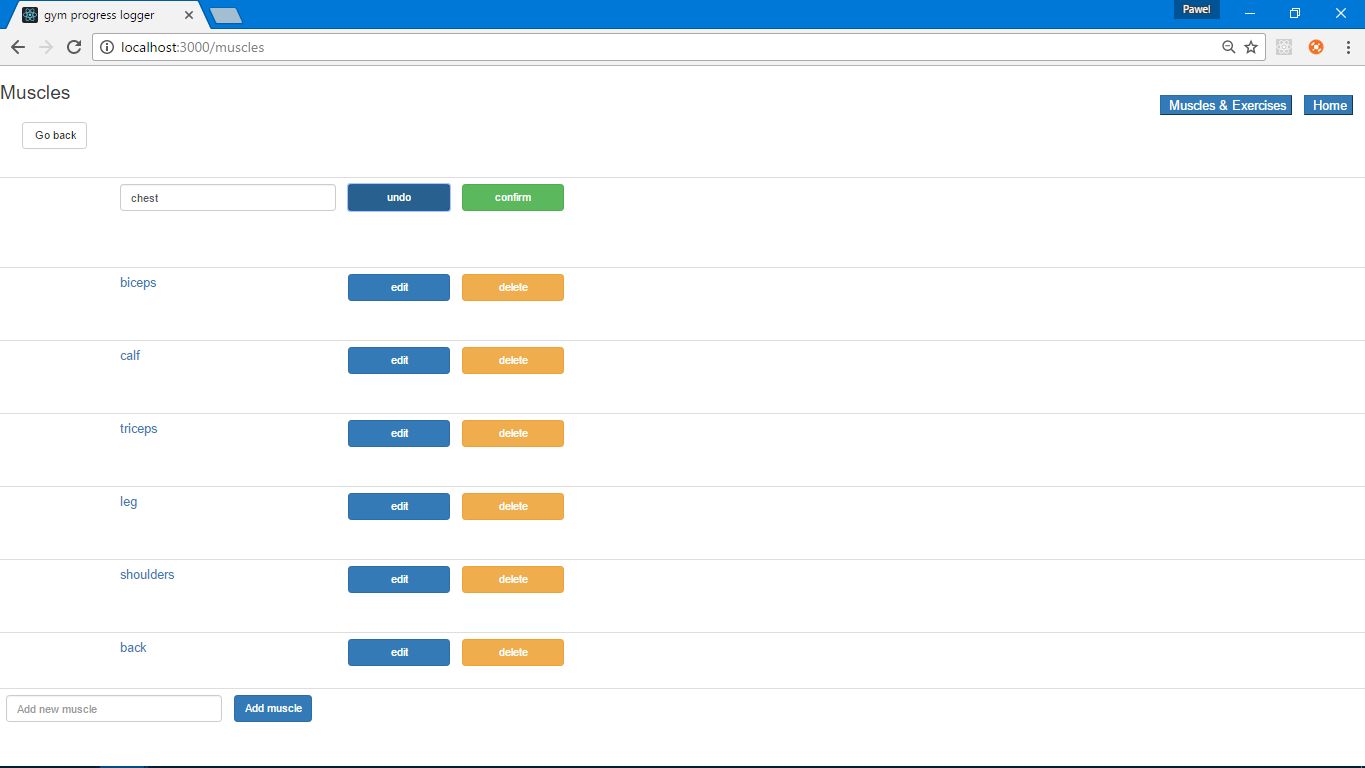 gym progress logger
Pawel
localhost:3000/muscles
Muscles
Muscles & Exercises Home
Go back
chest undo confirm
biceps edit delete
calf edit delete
triceps edit delete
leg edit delete
shoulders edit delete
back edit delete
Add new muscle Add muscle